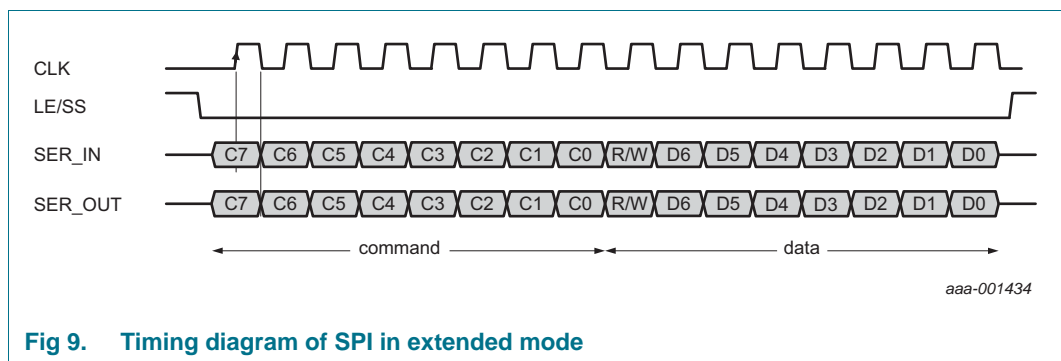 CLK
LE/SS
SER_IN C7 C6 C5 C4 C3 C2 C1 C0 R/W D6 D5 D4 D3 D2 D1 D0
SER_OUT C7 C6 C5 C4 C3 C2 C1 C0 R/W D6 D5 D4 D3 D2 D1 D0
command data
aaa-001434
Fig 9. Timing diagram of SPI in extended mode